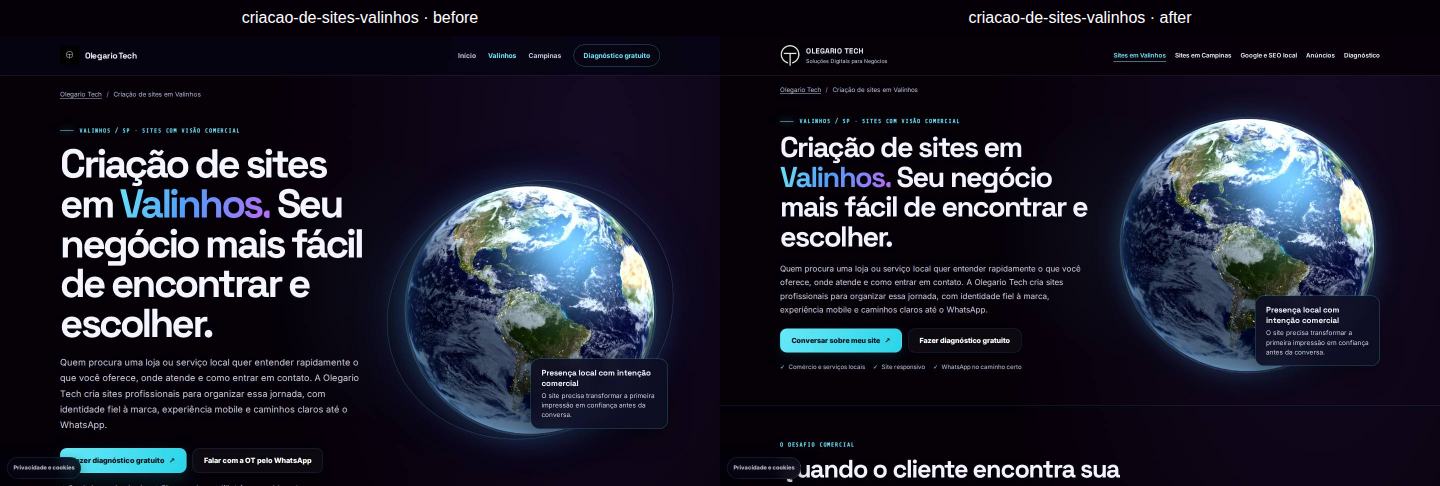 criacao-de-sites-valinhos · before
Olegario Tech
Início Valinhos Campinas Diagnóstico gratuito
Olegario Tech / Criação de sites em Valinhos
VALINHOS / SP · SITES COM VISÃO COMERCIAL
Criação de sites
em Valinhos. Seu
negócio mais fácil
de encontrar e
escolher.
Quem procura uma loja ou serviço local quer entender rapidamente o
que você oferece, onde atende e como entrar em contato. A Olegario
Tech cria sites profissionais para organizar essa jornada, com
identidade fiel à marca, experiência mobile e caminhos claros até o
WhatsApp.
Presença local com intenção
comercial
O site precisa transformar a primeira
impressão em confiança antes da
conversa.
azer diagnóstico gratuito ↗ Falar com a OT pelo WhatsApp
Privacidade e cookies
criacao-de-sites-valinhos · after
OLEGARIO TECH
Soluções Digitais para Negócios
Sites em Valinhos Sites em Campinas Google e SEO local Anúncios Diagnóstico
Olegario Tech / Criação de sites em Valinhos
VALINHOS / SP · SITES COM VISÃO COMERCIAL
Criação de sites em
Valinhos. Seu negócio
mais fácil de encontrar e
escolher.
Quem procura uma loja ou serviço local quer entender rapidamente o que você
oferece, onde atende e como entrar em contato. A Olegario Tech cria sites
profissionais para organizar essa jornada, com identidade fiel à marca,
experiência mobile e caminhos claros até o WhatsApp.
Conversar sobre meu site ↗ Fazer diagnóstico gratuito
✓ Comércio e serviços locais ✓ Site responsivo ✓ WhatsApp no caminho certo
Presença local com
intenção comercial
O site precisa transformar a
primeira impressão em confiança
antes da conversa.
O DESAFIO COMERCIAL
Quando o cliente encontra sua
Privacidade e cookies